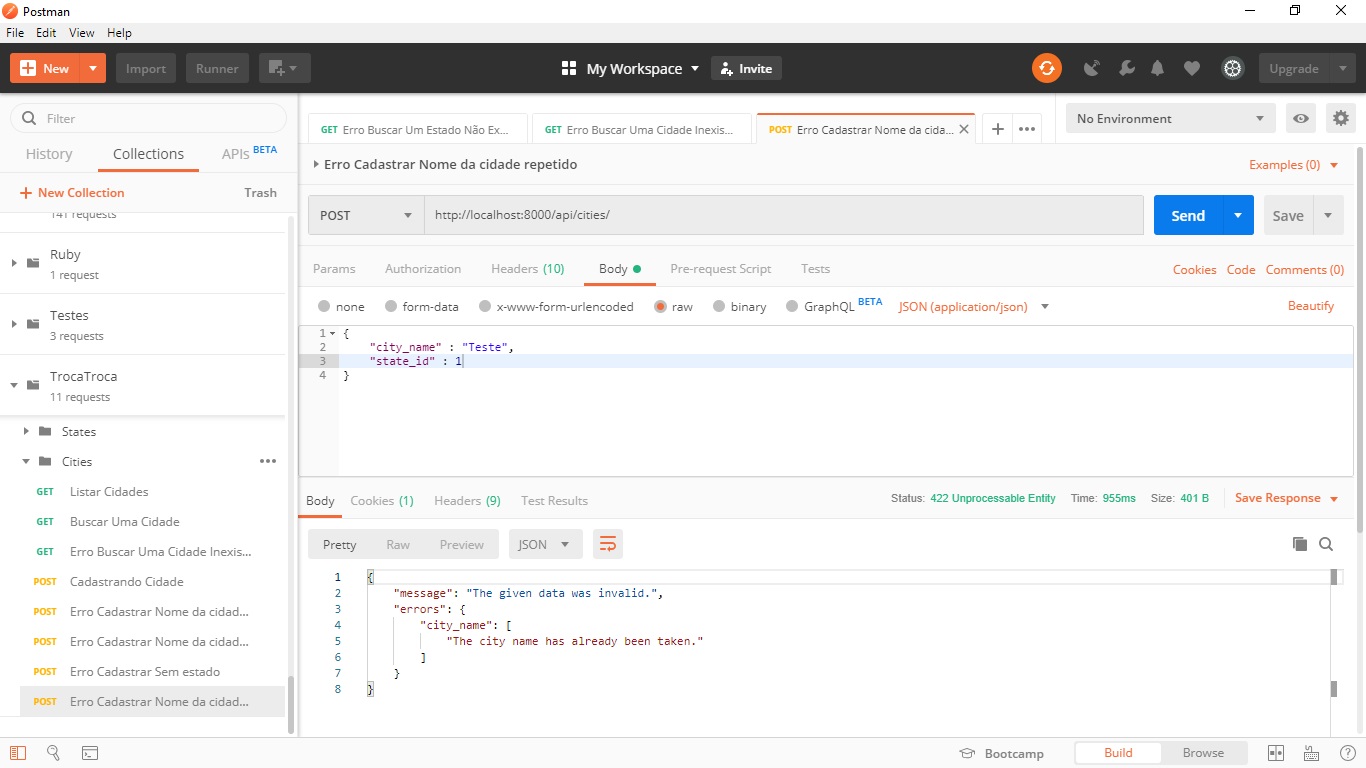 Postman
File Edit View Help
New Import Runner My Workspace Invite Upgrade
Filter
History Collections APIs BETA
+ New Collection Trash
141 requests
Ruby
1 request
Testes
3 requests
TrocaTroca
11 requests
States
Cities
GET Listar Cidades
GET Buscar Uma Cidade
GET Erro Buscar Uma Cidade Inexis...
POST Cadastrando Cidade
POST Erro Cadastrar Nome da cidad...
POST Erro Cadastrar Nome da cidad...
POST Erro Cadastrar Sem estado
POST Erro Cadastrar Nome da cidad...
GET Erro Buscar Um Estado Não Ex... GET Erro Buscar Uma Cidade Inexis... POST Erro Cadastrar Nome da cida... No Environment
Erro Cadastrar Nome da cidade repetido Examples (0)
POST http://localhost:8000/api/cities/ Send Save
Params Authorization Headers (10) Body Pre-request Script Tests Cookies Code Comments (0)
none form-data x-www-form-urlencoded raw binary GraphQL BETA JSON (application/json) Beautify
1 {
2 "city_name" : "Teste",
3 "state_id" : 1
4 }
Body Cookies (1) Headers (9) Test Results Status: 422 Unprocessable Entity Time: 955ms Size: 401 B Save Response
Pretty Raw Preview JSON
1 {
2 "message": "The given data was invalid.",
3 "errors": {
4 "city_name": [
5 "The city name has already been taken."
6 ]
7 }
8 }
Bootcamp Build Browse